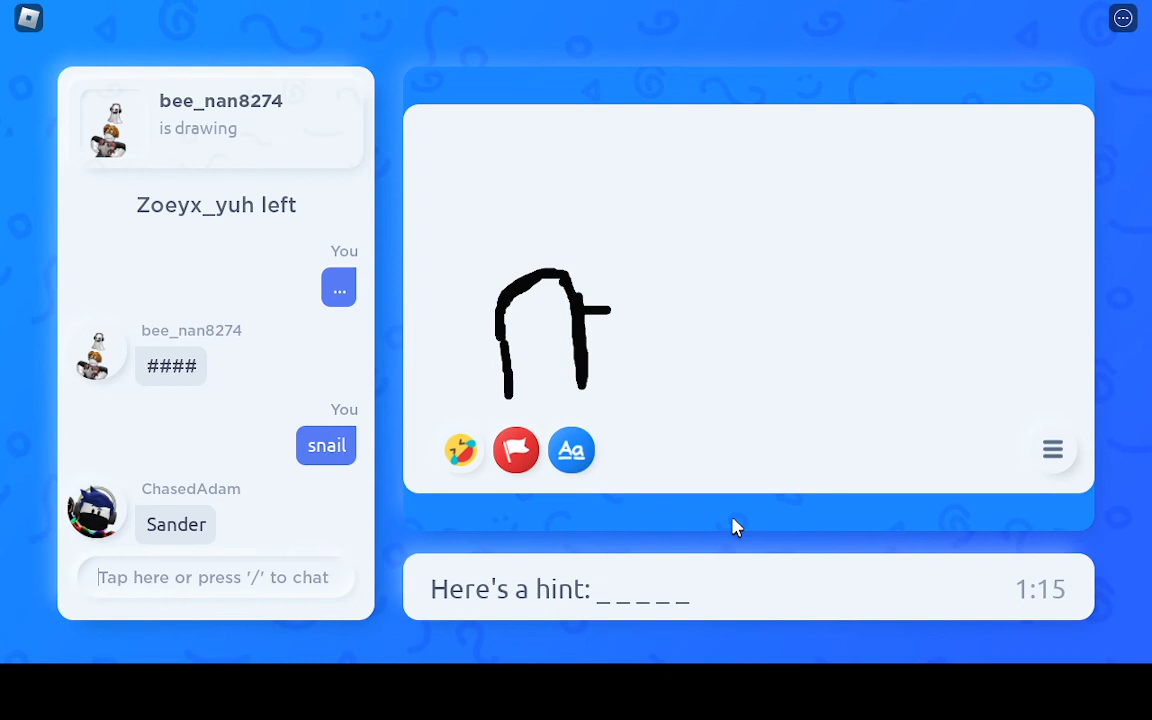 bee_nan8274
is drawing
Zoeyx_yuh left
You
...
bee_nan8274
####
You
snail
ChasedAdam
Sander
Tap here or press '/' to chat
Aa
Here's a hint: _ _ _ _ _
1:15